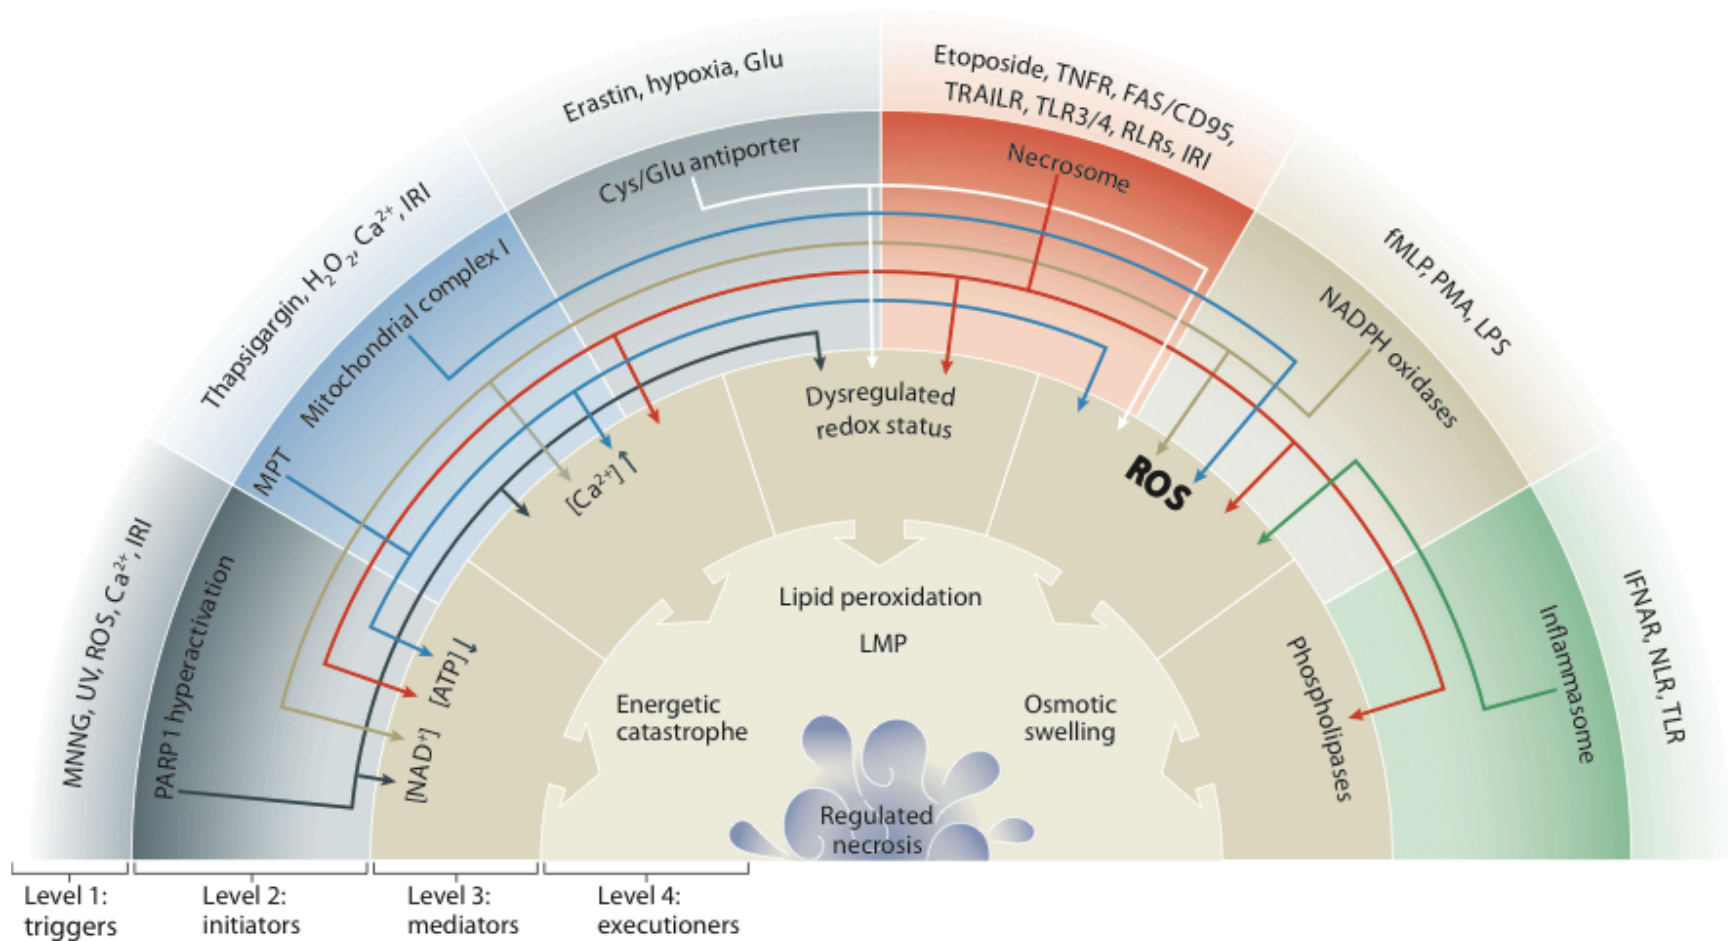 Etoposide, TNFR, FAS/CD95,
TRAILR, TLR3/4, RLRs, IRI
Erastin, hypoxia, Glu
Thapsigargin, H₂O₂, Ca²⁺, IRI
MNNG, UV, ROS, Ca²⁺, IRI
fMLP, PMA, LPS
IFNAR, NLR, TLR
Cys/Glu antiporter
Necrosome
Mitochondrial complex I
MPT
PARP1 hyperactivation
NADPH oxidases
Inflammasome
Dysregulated
redox status
[Ca²⁺]↑
[ATP]↓
[NAD⁺]
ROS
Phospholipases
Lipid peroxidation
LMP
Energetic
catastrophe
Osmotic
swelling
Regulated
necrosis
Level 1:
triggers
Level 2:
initiators
Level 3:
mediators
Level 4:
executioners